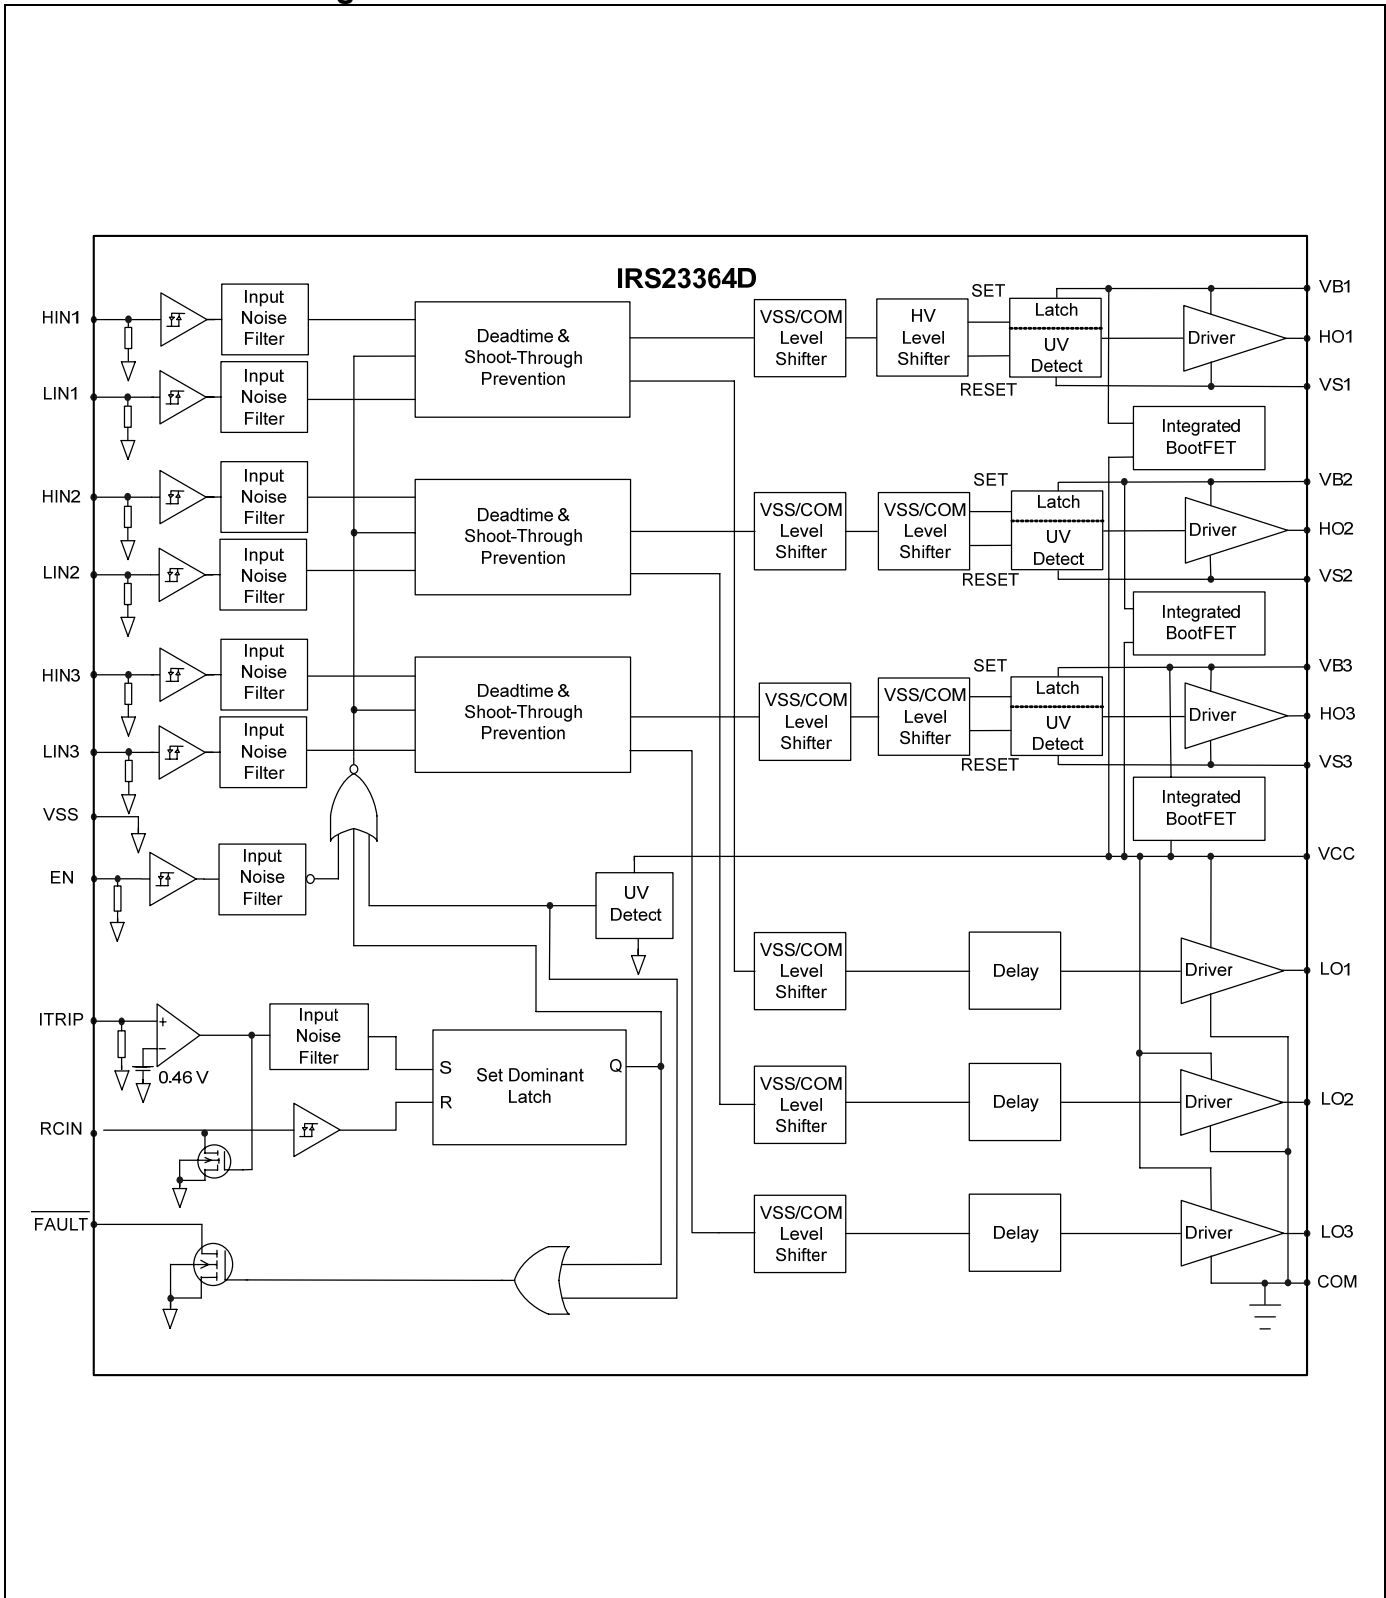 g
IRS23364D
HIN1
Input
Noise
Filter
LIN1
Input
Noise
Filter
Deadtime &
Shoot-Through
Prevention
VSS/COM
Level
Shifter
HV
Level
Shifter
SET
RESET
Latch
UV
Detect
Driver
VB1
HO1
VS1
Integrated
BootFET
HIN2
Input
Noise
Filter
LIN2
Input
Noise
Filter
Deadtime &
Shoot-Through
Prevention
VSS/COM
Level
Shifter
VSS/COM
Level
Shifter
SET
RESET
Latch
UV
Detect
Driver
VB2
HO2
VS2
Integrated
BootFET
HIN3
Input
Noise
Filter
LIN3
Input
Noise
Filter
Deadtime &
Shoot-Through
Prevention
VSS/COM
Level
Shifter
VSS/COM
Level
Shifter
SET
RESET
Latch
UV
Detect
Driver
VB3
HO3
VS3
Integrated
BootFET
VSS
VCC
EN
Input
Noise
Filter
UV
Detect
VSS/COM
Level
Shifter
Delay
Driver
LO1
ITRIP
+
−
0.46 V
Input
Noise
Filter
S
R
Q
Set Dominant
Latch
RCIN
VSS/COM
Level
Shifter
Delay
Driver
LO2
FAULT
VSS/COM
Level
Shifter
Delay
Driver
LO3
COM